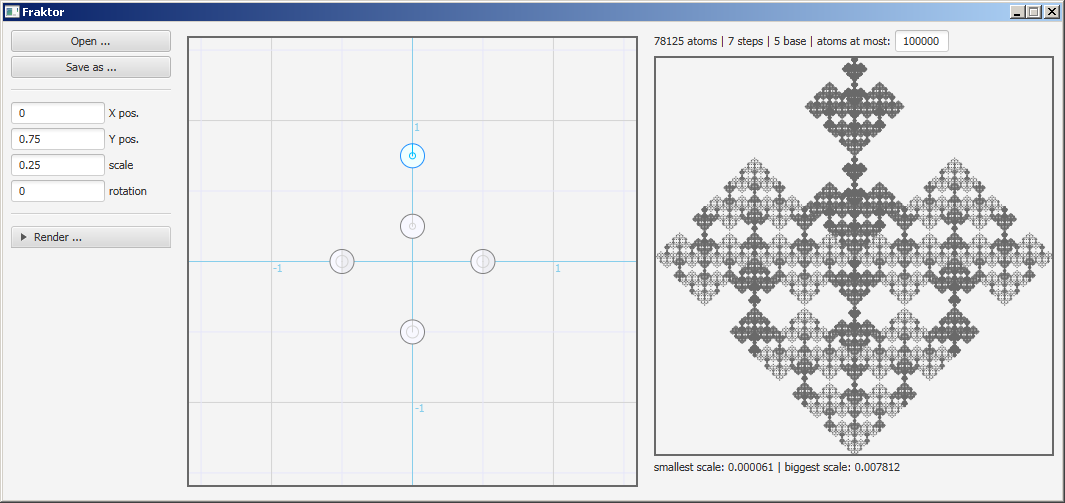 Fraktor
Open ...
Save as ...
0 X pos.
0.75 Y pos.
0.25 scale
0 rotation
Render ...
1
-1
1
-1
78125 atoms | 7 steps | 5 base | atoms at most: 100000
smallest scale: 0.000061 | biggest scale: 0.007812